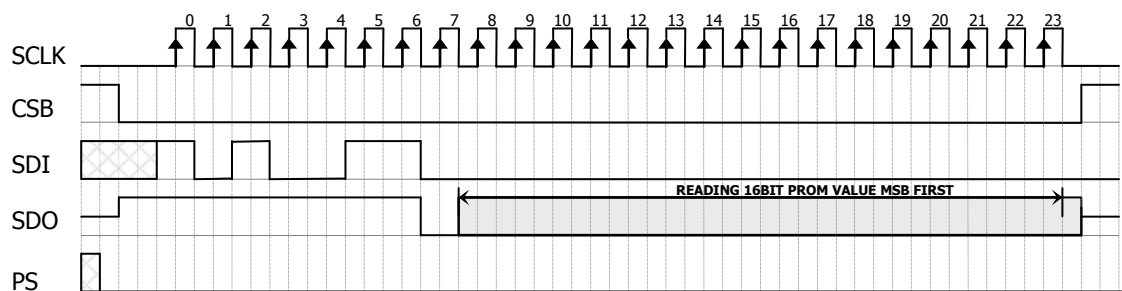 0 1 2 3 4 5 6 7 8 9 10 11 12 13 14 15 16 17 18 19 20 21 22 23
SCLK
CSB
SDI
READING 16BIT PROM VALUE MSB FIRST
SDO
PS